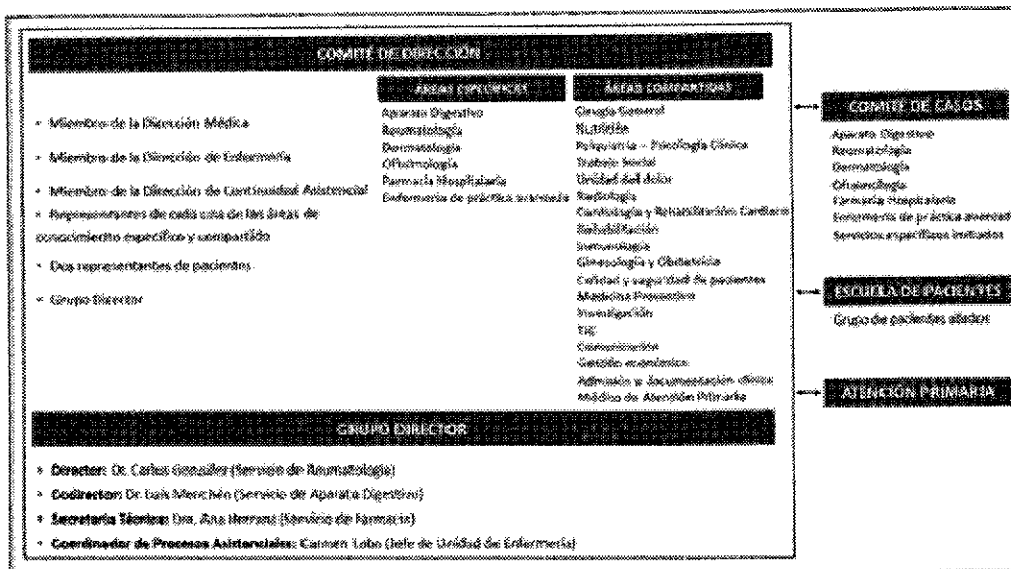 COMITÉ DE DIRECCIÓN
• Miembro de la Dirección Médica
• Miembro de la Dirección de Enfermería
• Miembro de la Dirección de Continuidad Asistencial
• Representantes de cada una de las áreas de
conocimiento específico y compartido
• Dos representantes de pacientes
• Grupo Director
ÁREAS ESPECÍFICAS
Aparato Digestivo
Reumatología
Dermatología
Oftalmología
Farmacia Hospitalaria
Enfermería de práctica avanzada
ÁREAS COMPARTIDAS
Cirugía General
Nutrición
Psiquiatría – Psicología Clínica
Trabajo Social
Unidad del dolor
Radiología
Cardiología y Rehabilitación Cardiaca
Rehabilitación
Inmunología
Ginecología y Obstetricia
Calidad y seguridad de pacientes
Medicina Preventiva
Investigación
TIC
Comunicación
Gestión económica
Admisión y documentación clínica
Médico de Atención Primaria
COMITÉ DE CASOS
Aparato Digestivo
Reumatología
Dermatología
Oftalmología
Farmacia Hospitalaria
Enfermería de práctica avanzad
Servicios específicos invitados
ESCUELA DE PACIENTES
Grupo de pacientes aliados
ATENCIÓN PRIMARIA
GRUPO DIRECTOR
• Director: Dr. Carlos González (Servicio de Reumatología)
• Codirector: Dr. Luis Menchén (Servicio de Aparato Digestivo)
• Secretaria Técnica: Dra. Ana Herranz (Servicio de Farmacia)
• Coordinador de Procesos Asistenciales: Carmen Lobo (Jefe de Unidad de Enfermería)